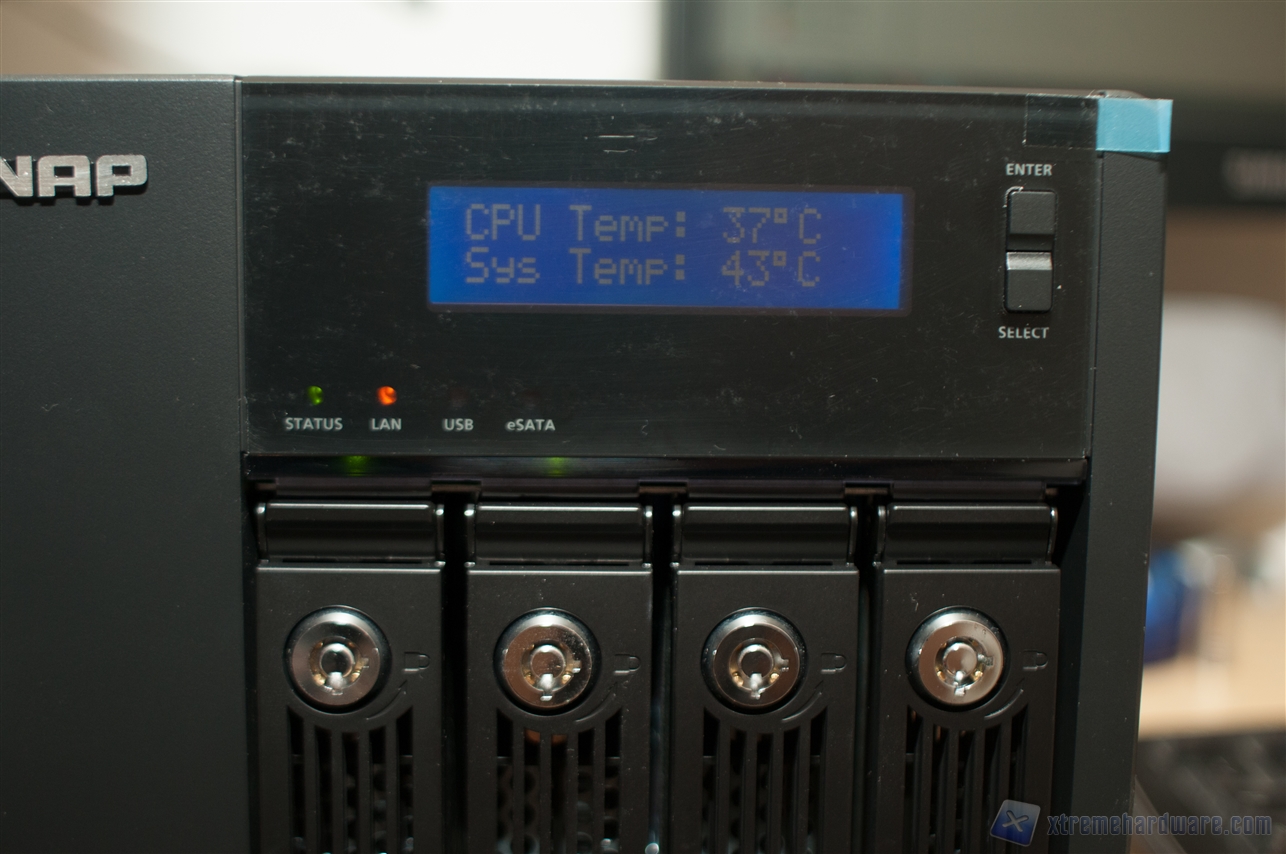 NAP
CPU Temp: 37°C
Sys Temp: 43°C
ENTER
SELECT
STATUS LAN USB eSATA
xtremehardware.com